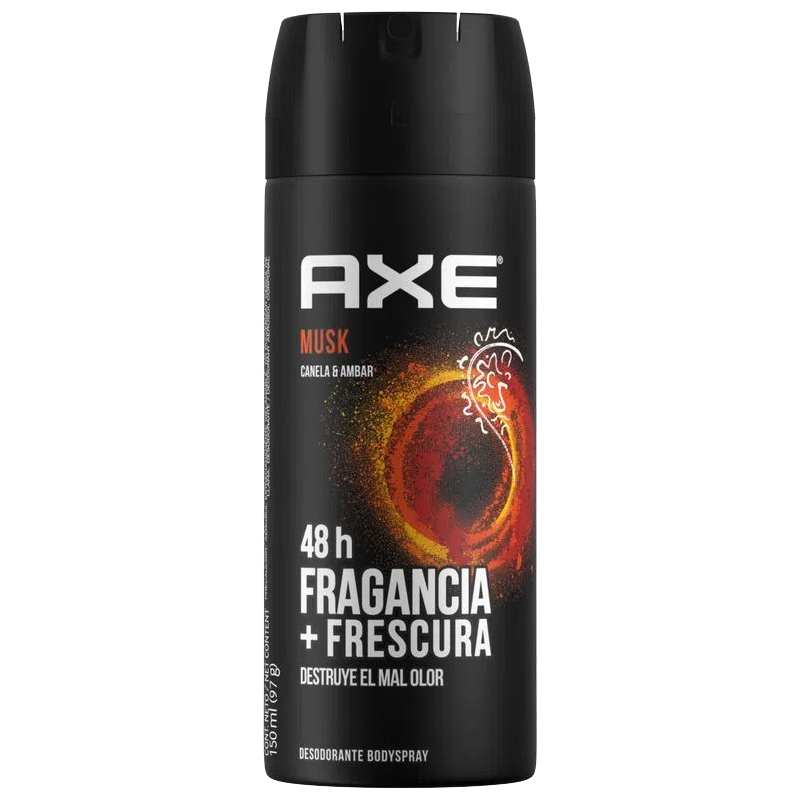 AXE®
MUSK
CANELA & AMBAR
48 h
FRAGANCIA
+ FRESCURA
DESTRUYE EL MAL OLOR
DESODORANTE BODYSPRAY
CONT. NETO / NET CONTENT
150 ml (97 g)